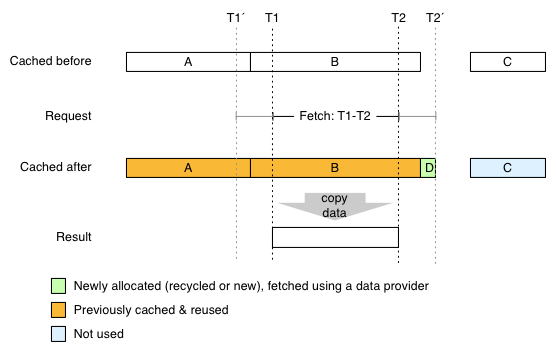 T1´ T1 T2 T2´
Cached before A B C
Request Fetch: T1-T2
Cached after A B D C
copy
data
Result
Newly allocated (recycled or new), fetched using a data provider
Previously cached & reused
Not used